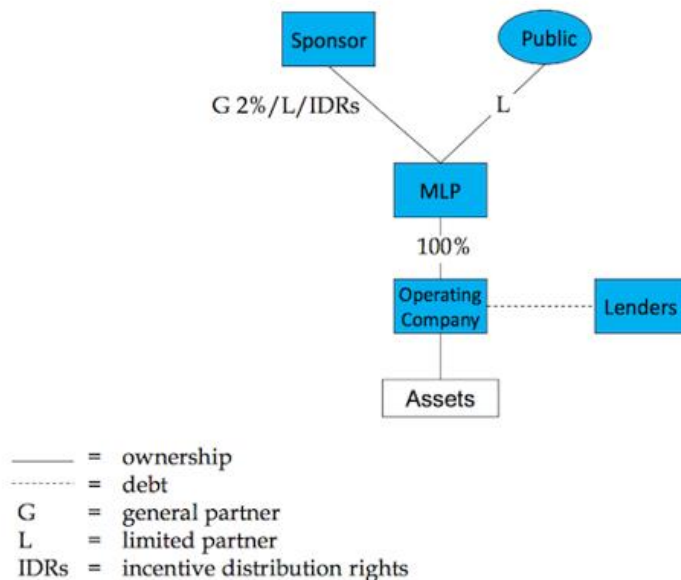 Sponsor
Public
G 2%/L/IDRs
L
MLP
100%
Operating
Company
Lenders
Assets
= ownership
= debt
G = general partner
L = limited partner
IDRs = incentive distribution rights